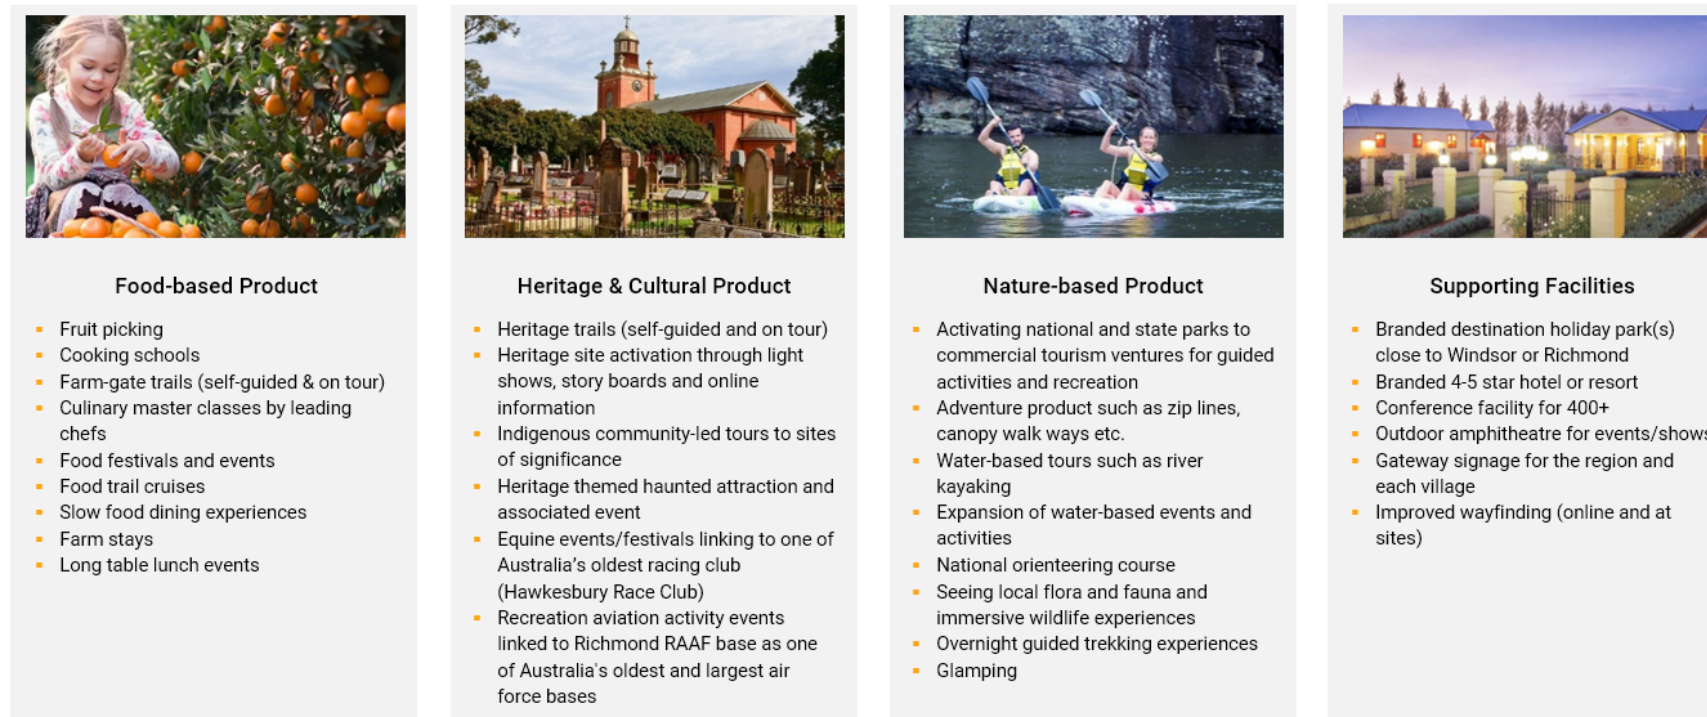 Food-based Product
Fruit picking
Cooking schools
Farm-gate trails (self-guided & on tour)
Culinary master classes by leading
chefs
Food festivals and events
Food trail cruises
Slow food dining experiences
Farm stays
Long table lunch events
Heritage & Cultural Product
Heritage trails (self-guided and on tour)
Heritage site activation through light
shows, story boards and online
information
Indigenous community-led tours to sites
of significance
Heritage themed haunted attraction and
associated event
Equine events/festivals linking to one of
Australia's oldest racing club
(Hawkesbury Race Club)
Recreation aviation activity events
linked to Richmond RAAF base as one
of Australia's oldest and largest air
force bases
Nature-based Product
Activating national and state parks to
commercial tourism ventures for guided
activities and recreation
Adventure product such as zip lines,
canopy walk ways etc.
Water-based tours such as river
kayaking
Expansion of water-based events and
activities
National orienteering course
Seeing local flora and fauna and
immersive wildlife experiences
Overnight guided trekking experiences
Glamping
Supporting Facilities
Branded destination holiday park(s)
close to Windsor or Richmond
Branded 4-5 star hotel or resort
Conference facility for 400+
Outdoor amphitheatre for events/shows
Gateway signage for the region and
each village
Improved wayfinding (online and at
sites)